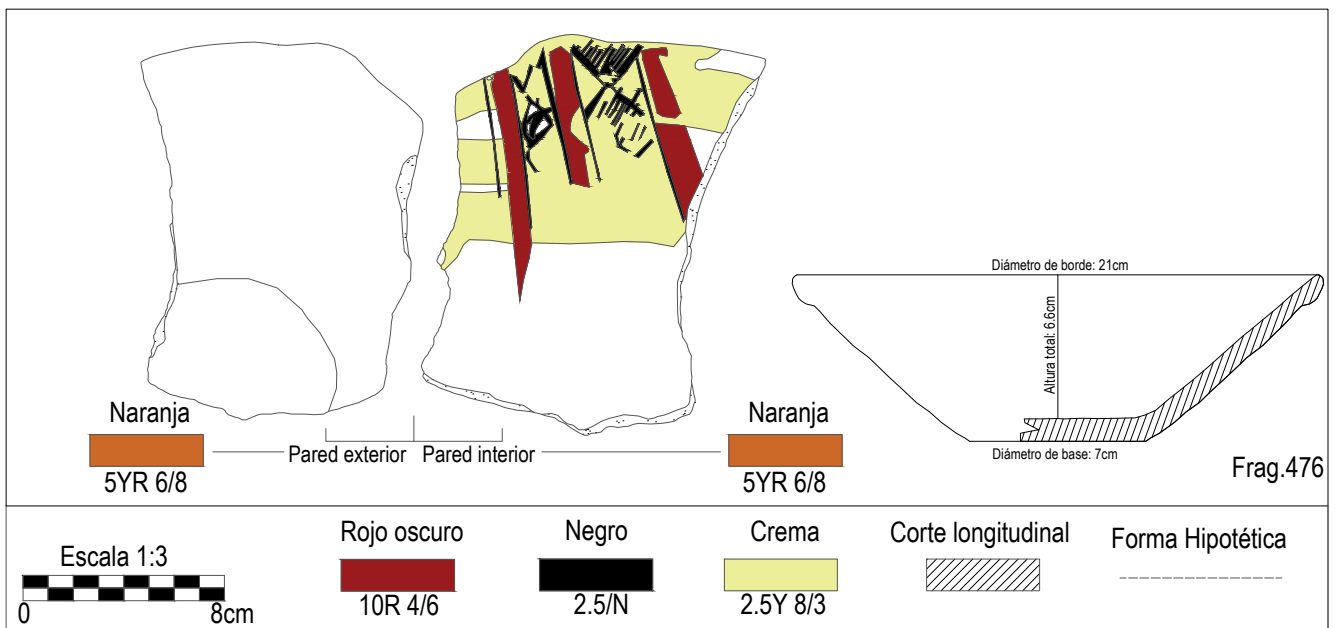 Diámetro de borde: 21cm
Altura total: 6.6cm
Diámetro de base: 7cm
Frag.476
Naranja
5YR 6/8
Pared exterior
Pared interior
Naranja
5YR 6/8
Escala 1:3
0 8cm
Rojo oscuro
10R 4/6
Negro
2.5/N
Crema
2.5Y 8/3
Corte longitudinal
Forma Hipotética